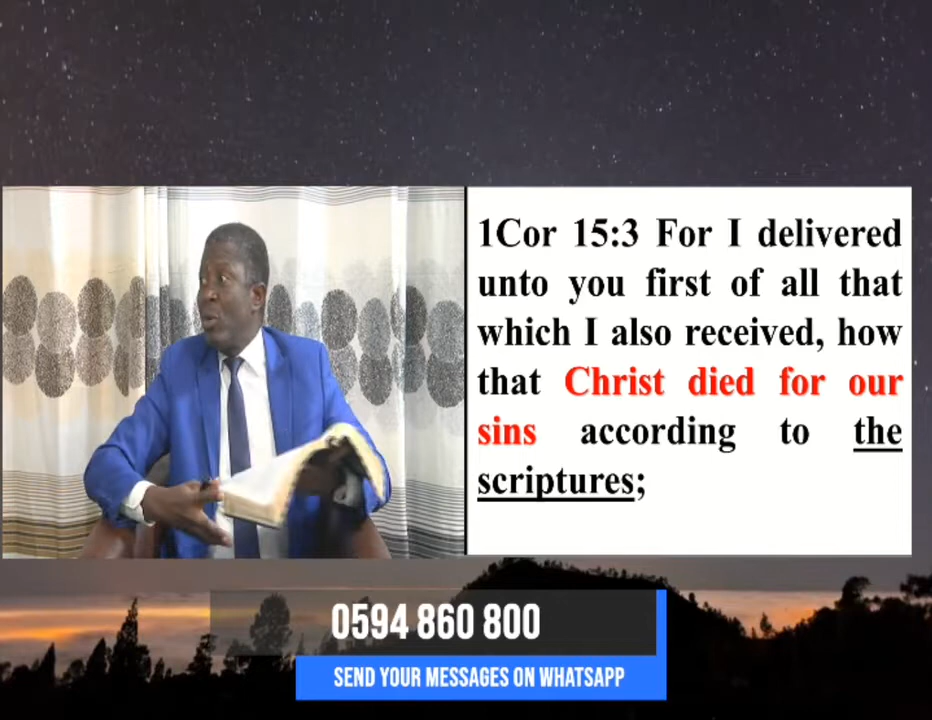 1Cor 15:3 For I delivered
unto you first of all that
which I also received, how
that Christ died for our
sins according to the
scriptures;
0594 860 800
SEND YOUR MESSAGES ON WHATSAPP